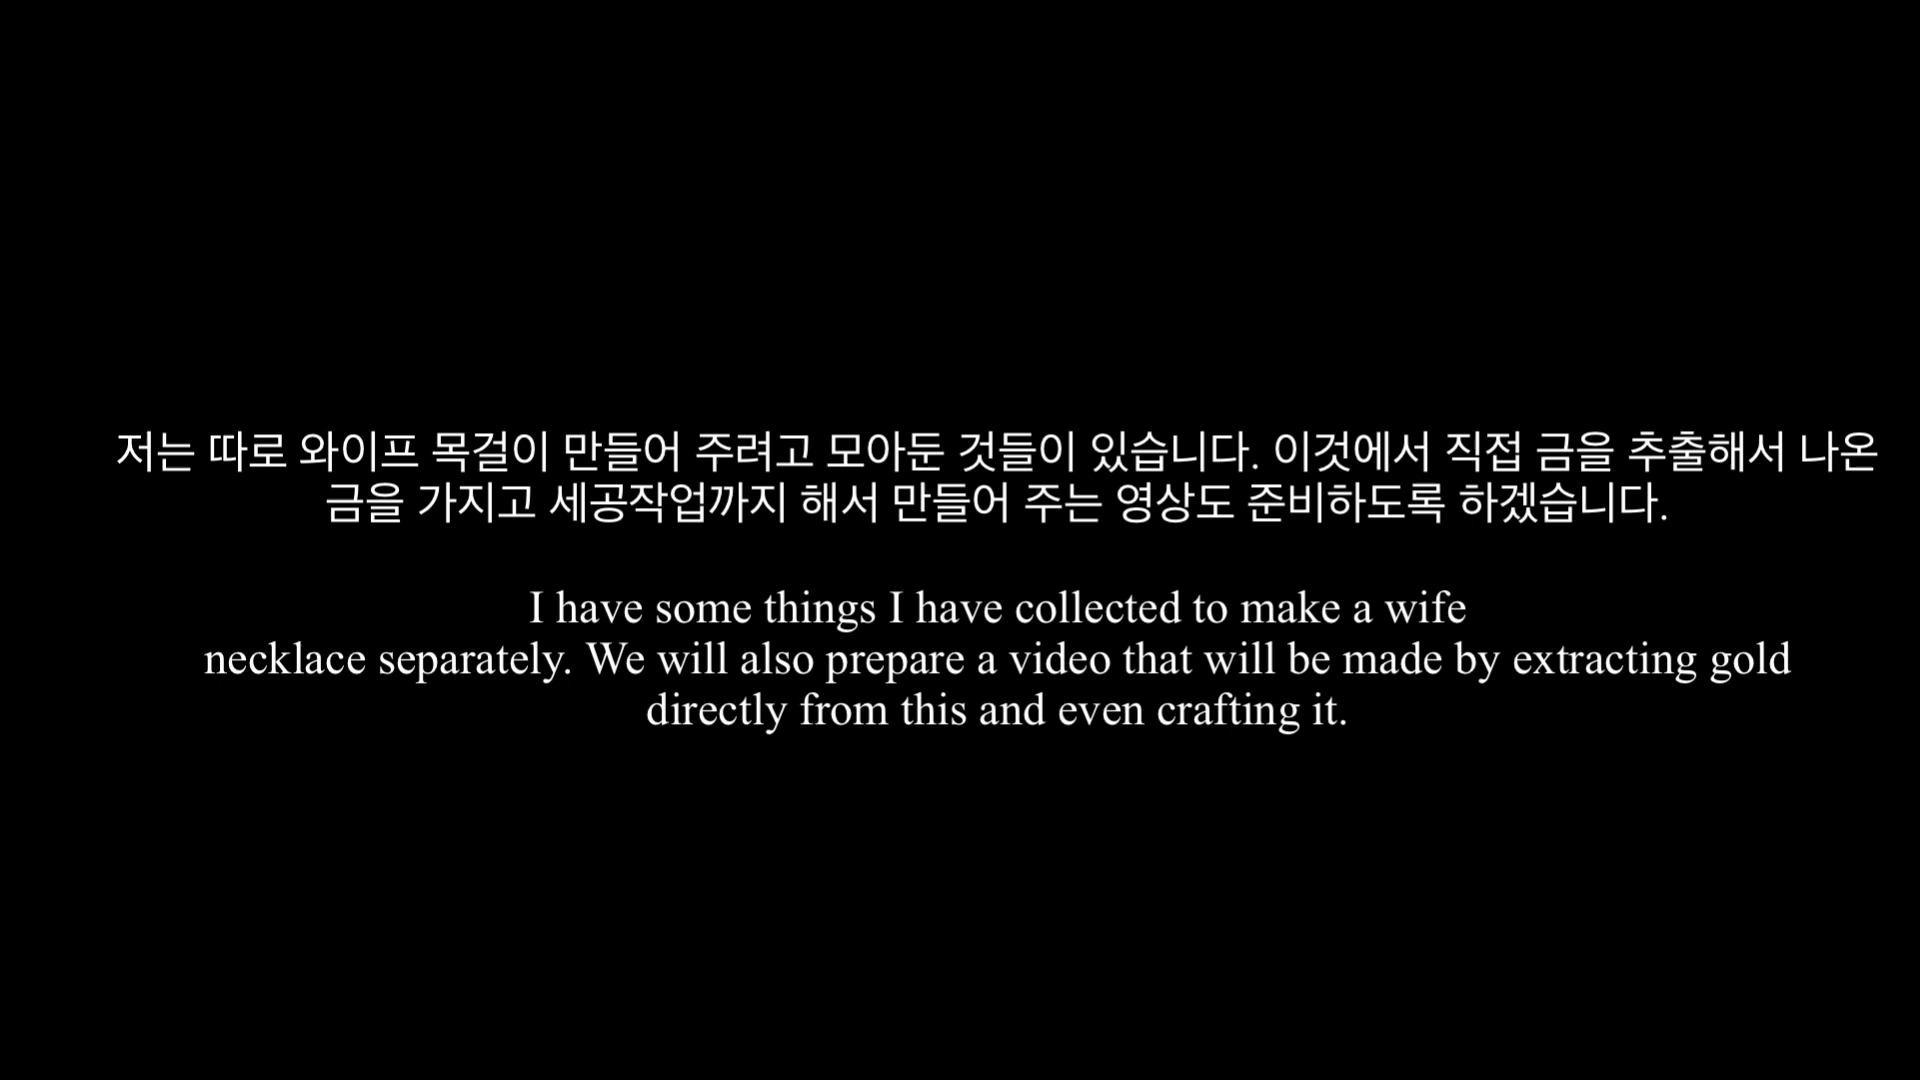 저는 따로 와이프 목걸이 만들어 주려고 모아둔 것들이 있습니다. 이것에서 직접 금을 추출해서 나온
금을 가지고 세공작업까지 해서 만들어 주는 영상도 준비하도록 하겠습니다.
I have some things I have collected to make a wife
necklace separately. We will also prepare a video that will be made by extracting gold
directly from this and even crafting it.